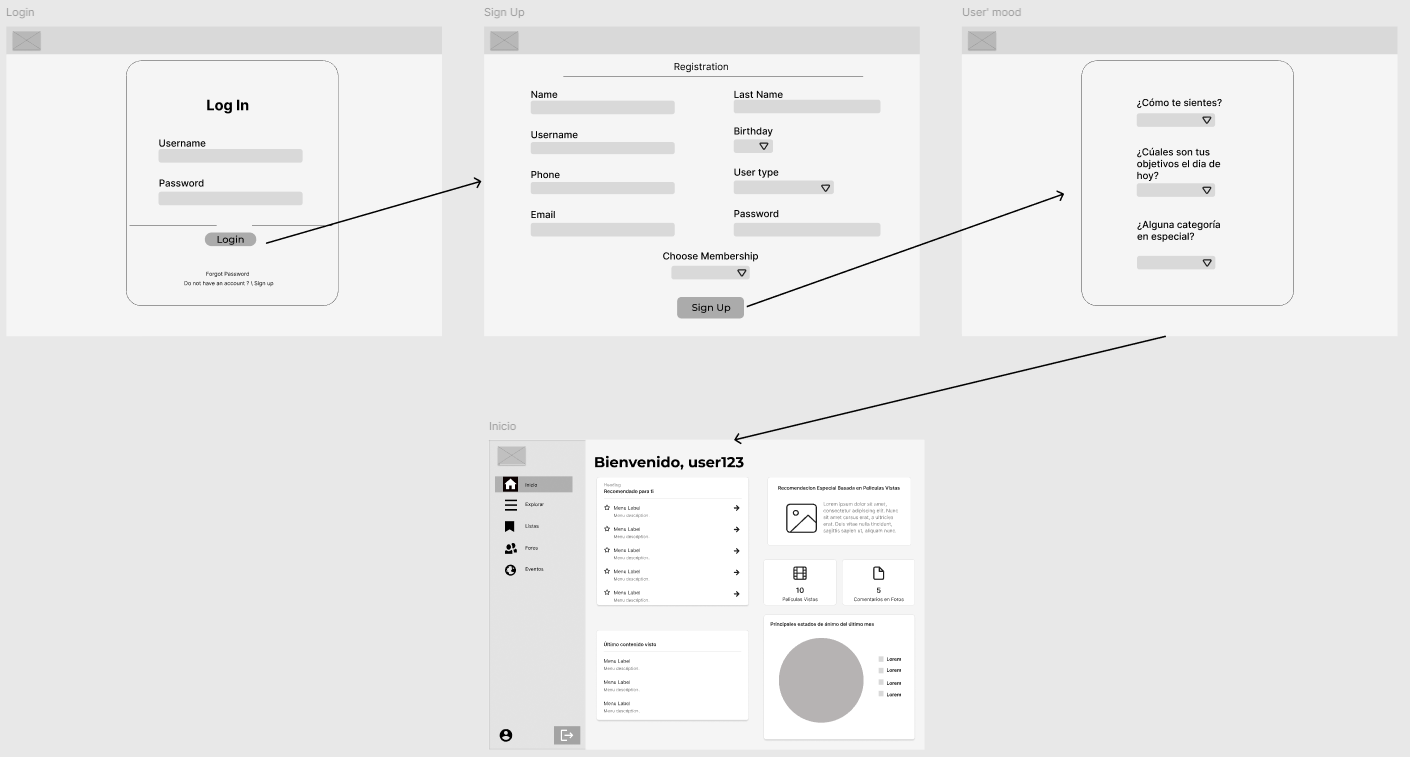 Login
Log In
Username
Password
Login
Forgot Password
Do not have an account ? \ Sign up
Sign Up
Registration
Name
Last Name
Username
Birthday
Phone
User type
Email
Password
Choose Membership
Sign Up
User' mood
¿Cómo te sientes?
¿Cúales son tus
objetivos el día de
hoy?
¿Alguna categoría
en especial?
Inicio
Inicio
Explorar
Listas
Foros
Eventos
Bienvenido, user123
Heading
Recomendado para ti
Menu Label
Menu description.
Menu Label
Menu description.
Menu Label
Menu description.
Menu Label
Menu description.
Menu Label
Menu description.
Último contenido visto
Menu Label
Menu description.
Menu Label
Menu description.
Menu Label
Menu description.
Recomendacion Especial Basada en Peliculas Vistas
Lorem ipsum dolor sit amet,
consectetur adipiscing elit. Nunc
sit amet cursus erat, a ultricies
erat. Duis vitae nulla tincidunt,
sagittis sapien ut, aliquam nunc.
10
Películas Vistas
5
Comentarios en Foros
Principales estados de ánimo del último mes
Lorem
Lorem
Lorem
Lorem